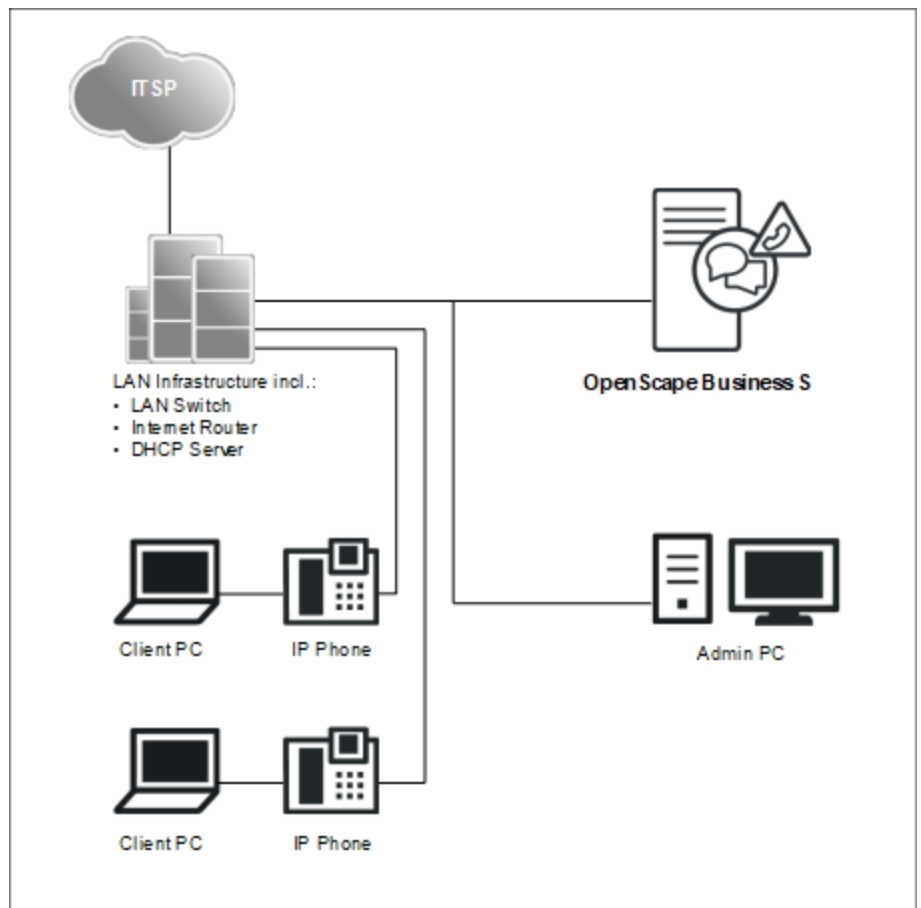 ITSP
LAN Infrastructure incl.:
• LAN Switch
• Internet Router
• DHCP Server
OpenScape Business S
Client PC
IP Phone
Admin PC
Client PC
IP Phone